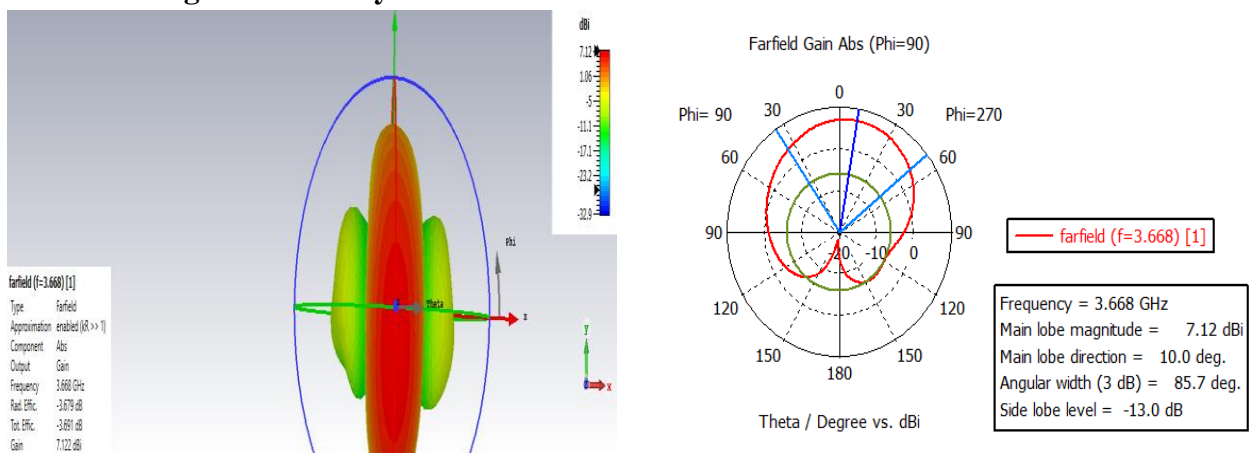 dBi
7.12
1.06
-5
-11.1
-17.1
-23.2
-32.9
Phi
Theta
x
y
x
farfield (f=3.668) [1]
Type Farfield
Approximation enabled (kR >> 1)
Component Abs
Output Gain
Frequency 3.668 GHz
Rad. Effic. -3.679 dB
Tot. Effic. -3.691 dB
Gain 7.122 dBi
Farfield Gain Abs (Phi=90)
0
Phi= 90 30 30 Phi=270
60 60
90 -20 -10 0 90
120 120
150 150
180
Theta / Degree vs. dBi
farfield (f=3.668) [1]
Frequency = 3.668 GHz
Main lobe magnitude = 7.12 dBi
Main lobe direction = 10.0 deg.
Angular width (3 dB) = 85.7 deg.
Side lobe level = -13.0 dB